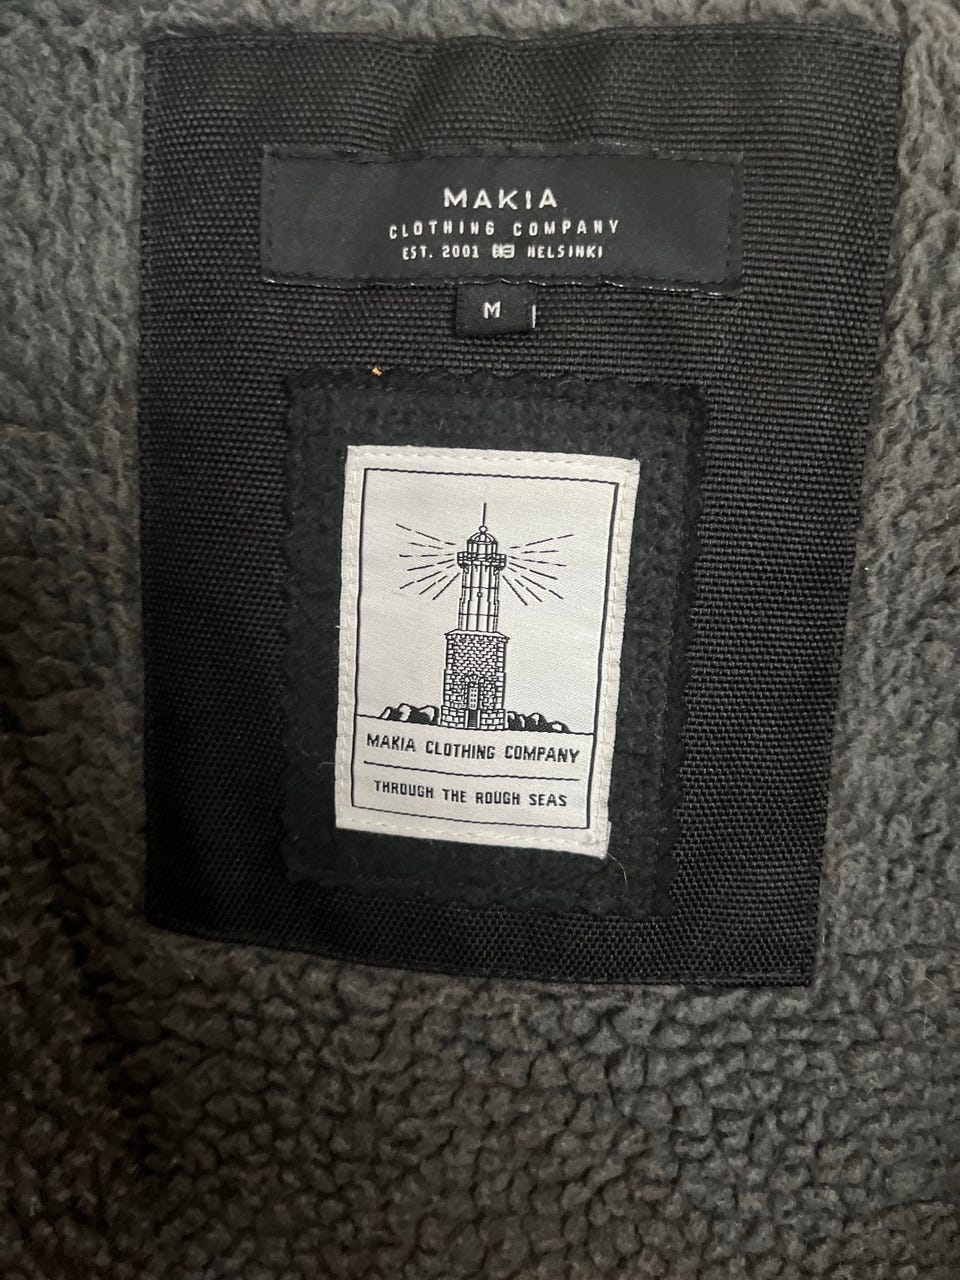 MAKIA
CLOTHING COMPANY
EST. 2001 HELSINKI
M
MAKIA CLOTHING COMPANY
THROUGH THE ROUGH SEAS